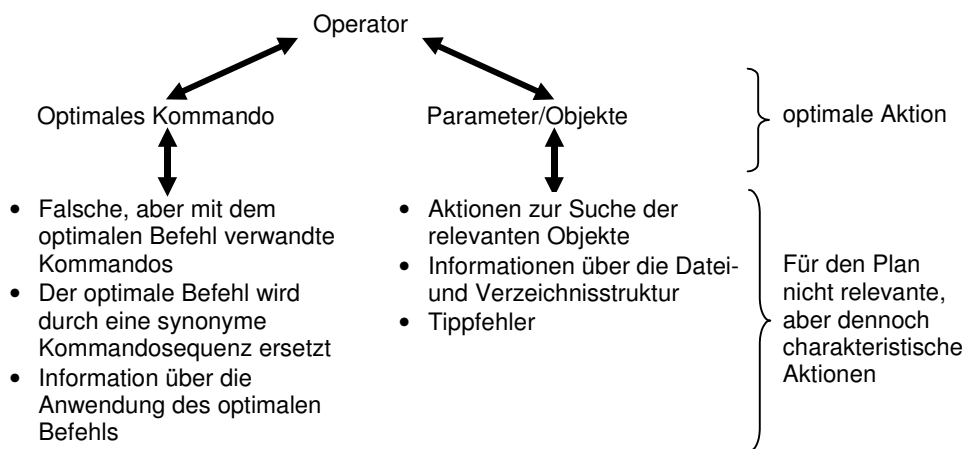 Operator
Optimales Kommando
Parameter/Objekte
optimale Aktion
• Falsche, aber mit dem
optimalen Befehl verwandte
Kommandos
• Der optimale Befehl wird
durch eine synonyme
Kommandosequenz ersetzt
• Information über die
Anwendung des optimalen
Befehls
• Aktionen zur Suche der
relevanten Objekte
• Informationen über die Datei-
und Verzeichnisstruktur
• Tippfehler
Für den Plan
nicht relevante,
aber dennoch
charakteristische
Aktionen